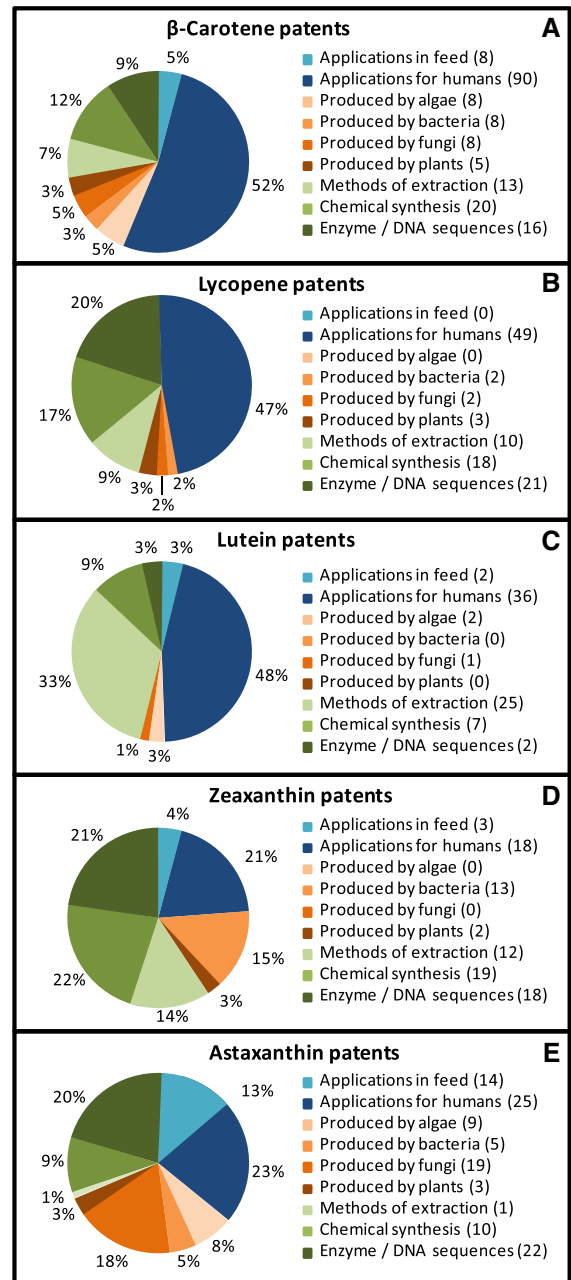 β-Carotene patents
A
9%
5%
12%
7%
3%
5%
3%
5%
52%
Applications in feed (8)
Applications for humans (90)
Produced by algae (8)
Produced by bacteria (8)
Produced by fungi (8)
Produced by plants (5)
Methods of extraction (13)
Chemical synthesis (20)
Enzyme / DNA sequences (16)
Lycopene patents
B
20%
17%
9%
3%
2%
2%
47%
Applications in feed (0)
Applications for humans (49)
Produced by algae (0)
Produced by bacteria (2)
Produced by fungi (2)
Produced by plants (3)
Methods of extraction (10)
Chemical synthesis (18)
Enzyme / DNA sequences (21)
Lutein patents
C
3%
3%
9%
33%
1%
3%
48%
Applications in feed (2)
Applications for humans (36)
Produced by algae (2)
Produced by bacteria (0)
Produced by fungi (1)
Produced by plants (0)
Methods of extraction (25)
Chemical synthesis (7)
Enzyme / DNA sequences (2)
Zeaxanthin patents
D
4%
21%
21%
22%
14%
3%
15%
Applications in feed (3)
Applications for humans (18)
Produced by algae (0)
Produced by bacteria (13)
Produced by fungi (0)
Produced by plants (2)
Methods of extraction (12)
Chemical synthesis (19)
Enzyme / DNA sequences (18)
Astaxanthin patents
E
20%
13%
9%
1%
3%
18%
5%
8%
23%
Applications in feed (14)
Applications for humans (25)
Produced by algae (9)
Produced by bacteria (5)
Produced by fungi (19)
Produced by plants (3)
Methods of extraction (1)
Chemical synthesis (10)
Enzyme / DNA sequences (22)